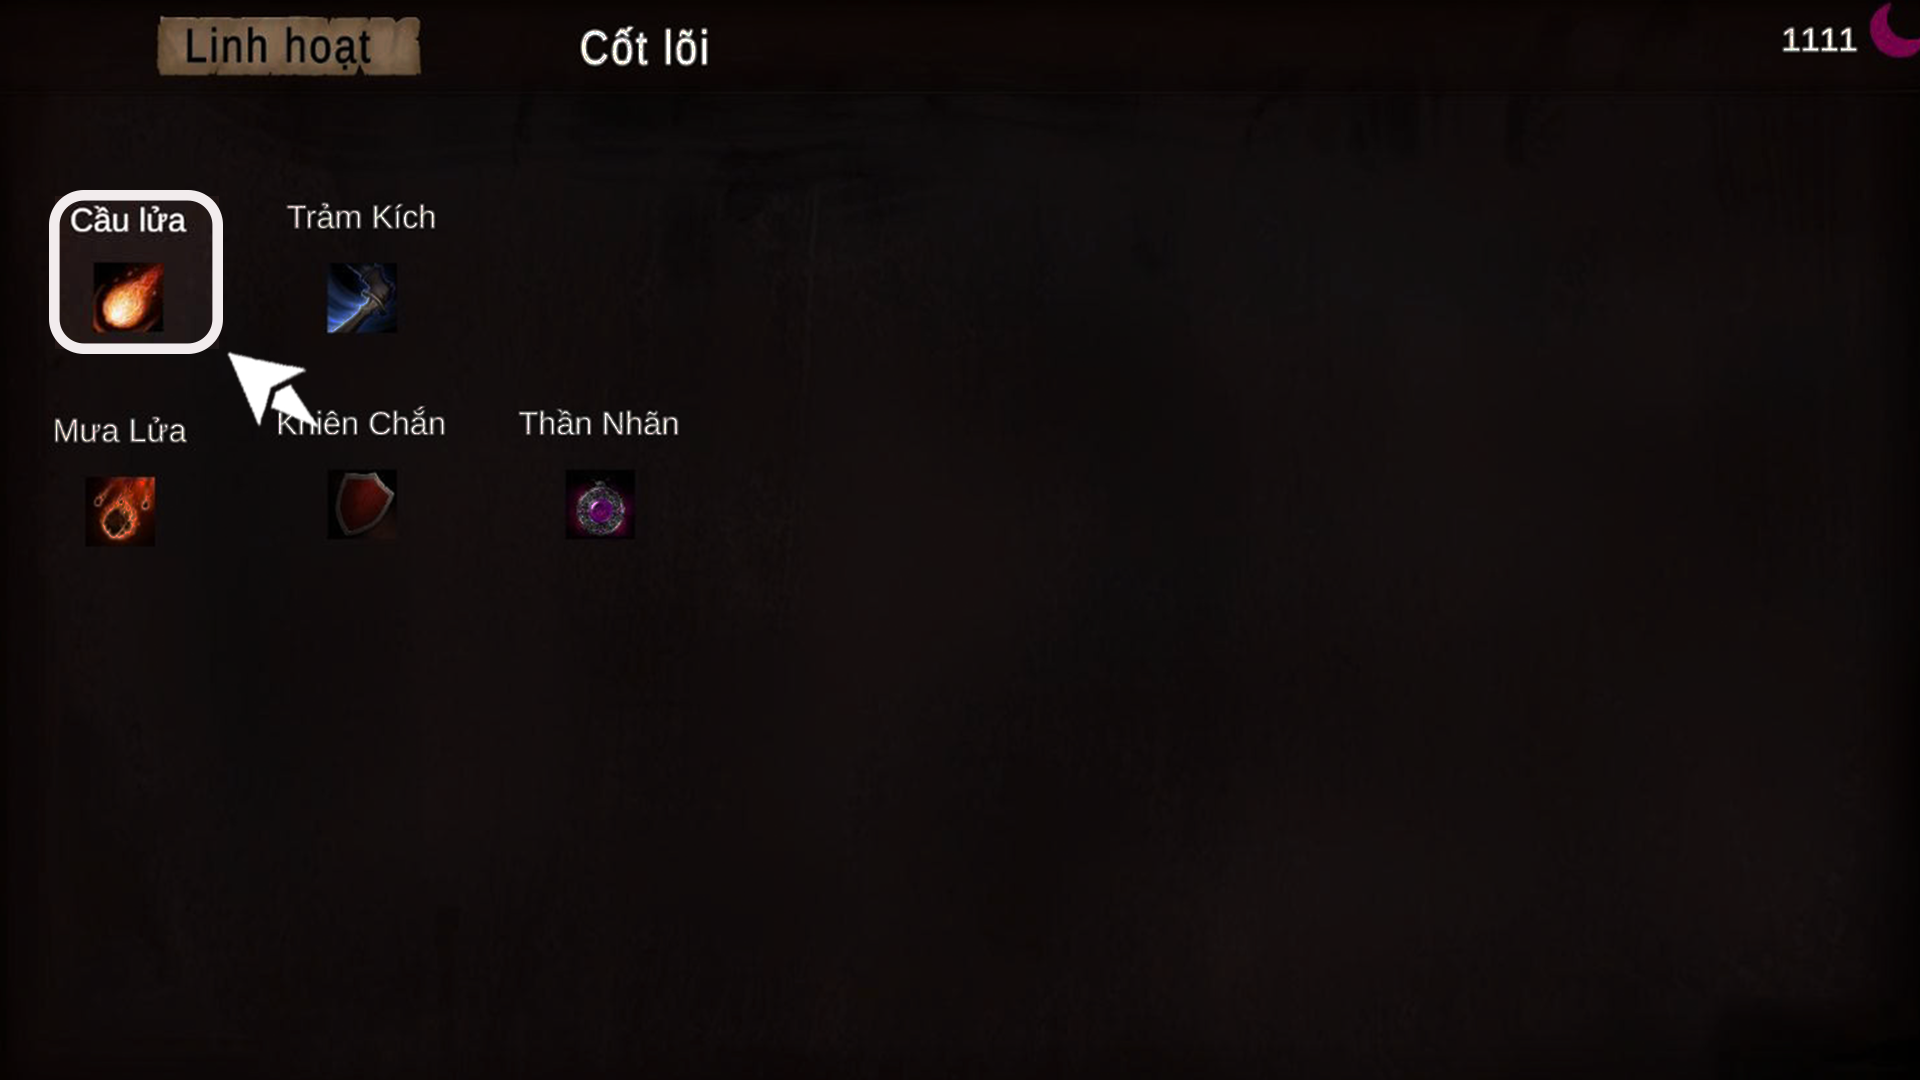 Linh hoạt
Cốt lõi
1111
Cầu lửa
Trảm Kích
Mưa Lửa
Khiên Chắn
Thần Nhãn